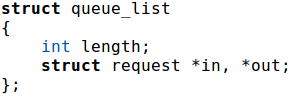 struct queue_list
{
    int length;
    struct request *in, *out;
};